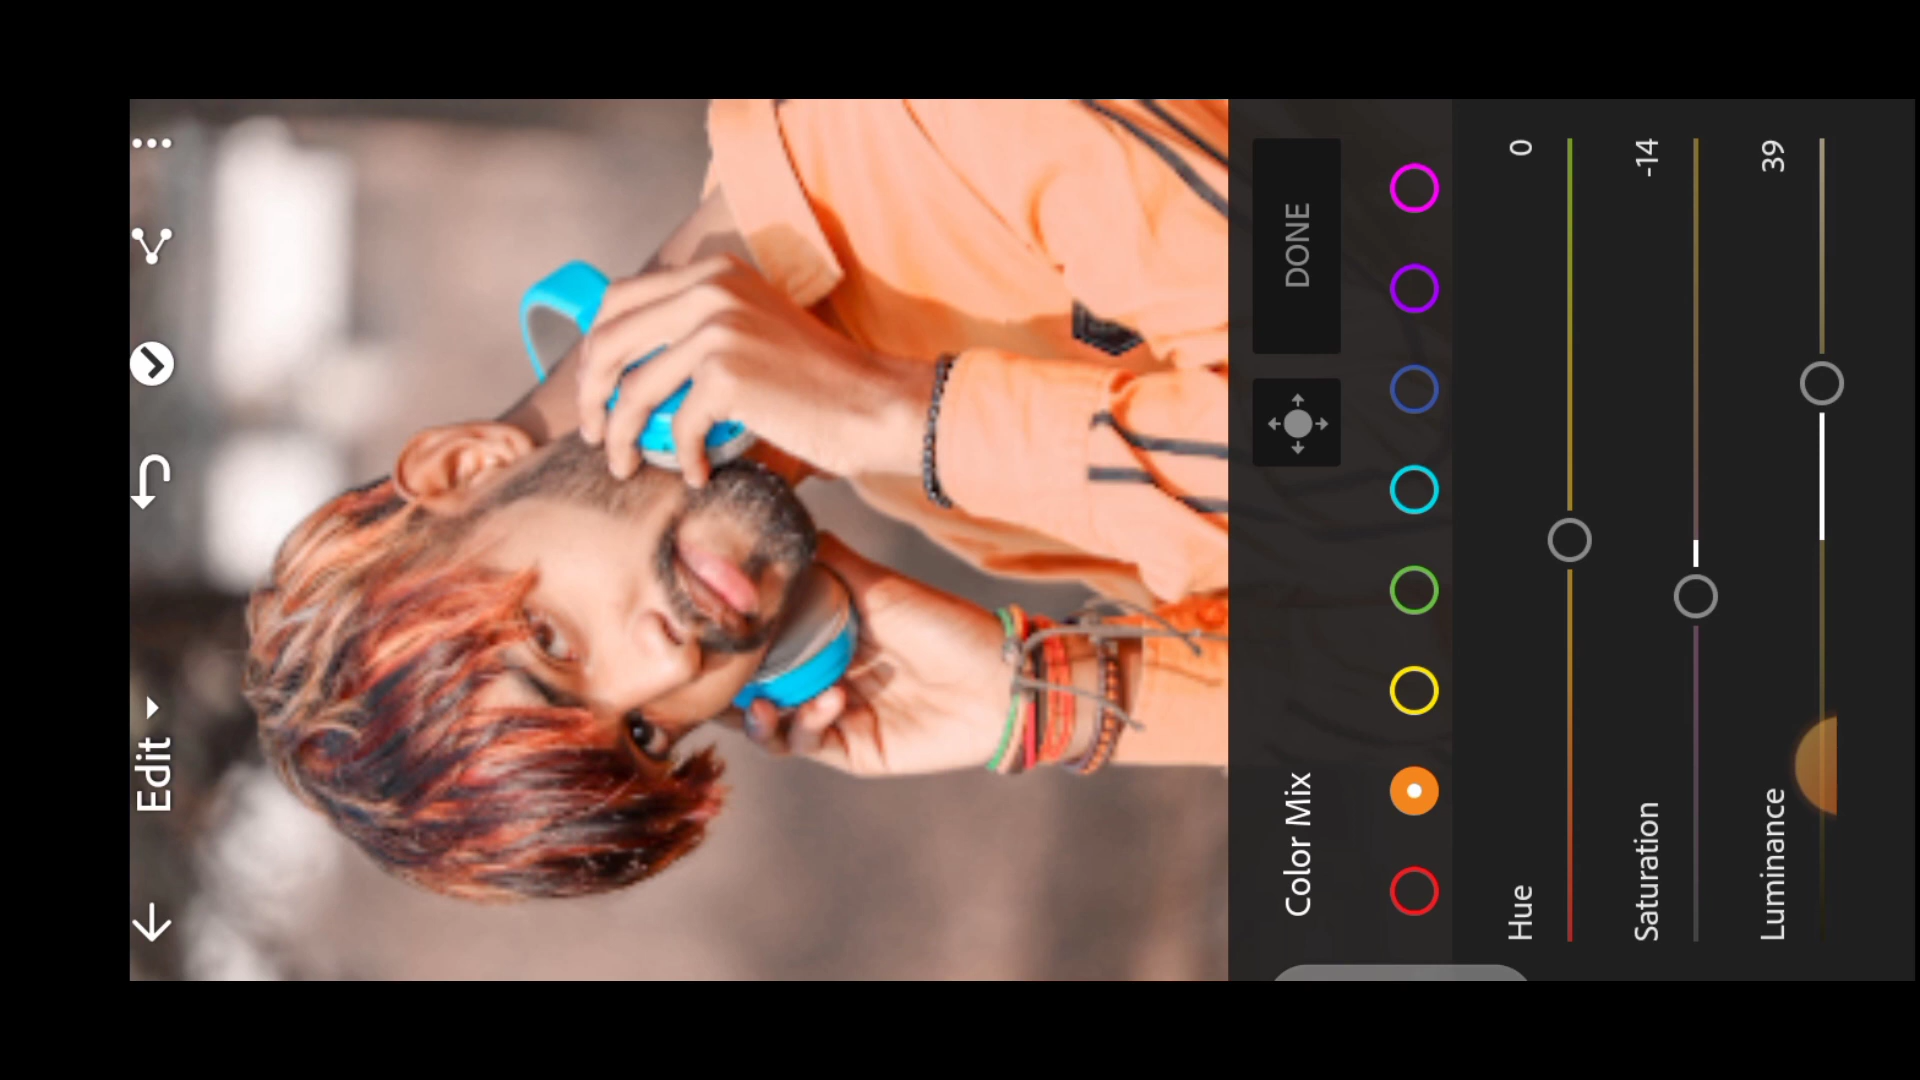 Edit
Color Mix
DONE
Hue
0
Saturation
-14
Luminance
39